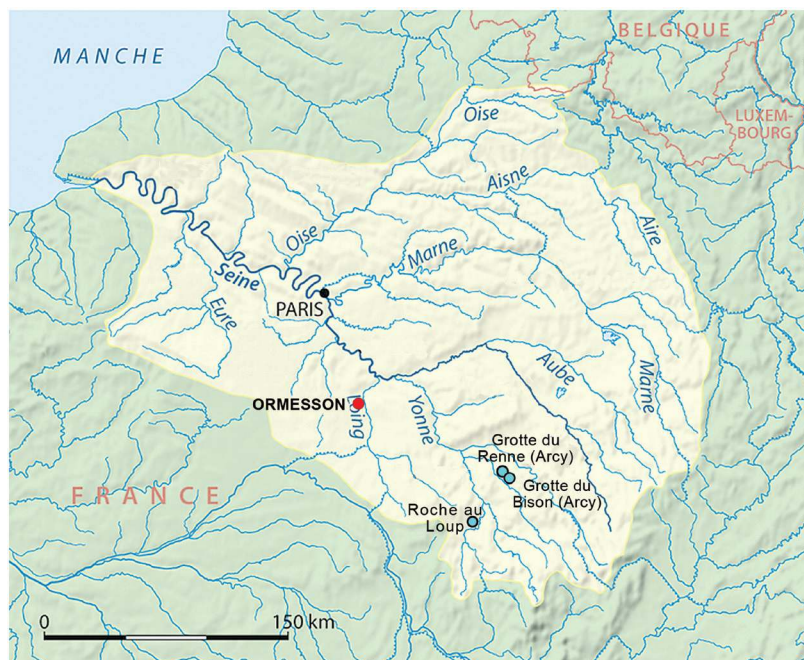 MANCHE
BELGIQUE
LUXEM-
BOURG
Oise
Aisne
Aire
Oise
Marne
Seine
Eure
PARIS
Aube
Marne
ORMESSON
Loing
Yonne
Grotte du
Renne (Arcy)
Grotte du
Bison (Arcy)
Roche au
Loup
FRANCE
0
150 km